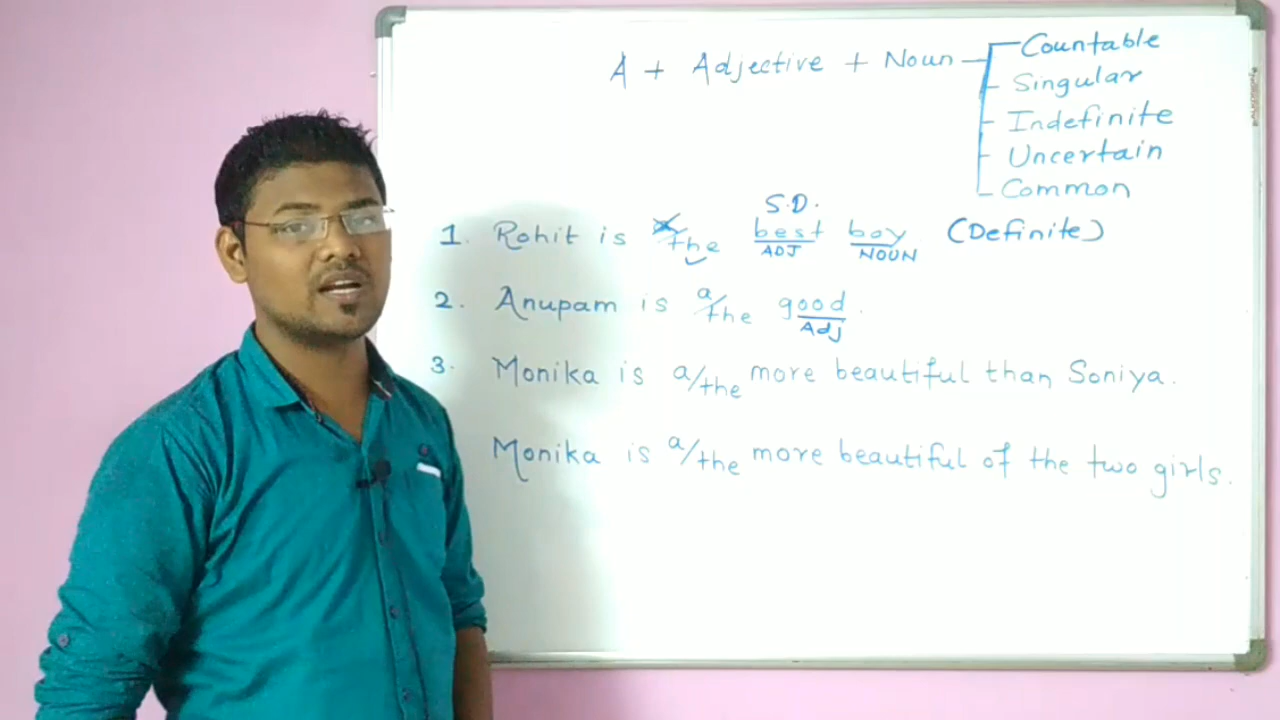 A + Adjective + Noun
Countable
Singular
Indefinite
Uncertain
Common
S.D.
1. Rohit is the best boy (Definite)
ADJ NOUN
2. Anupam is a/the good
Adj
3. Monika is a/the more beautiful than Soniya.
Monika is a/the more beautiful of the two girls.